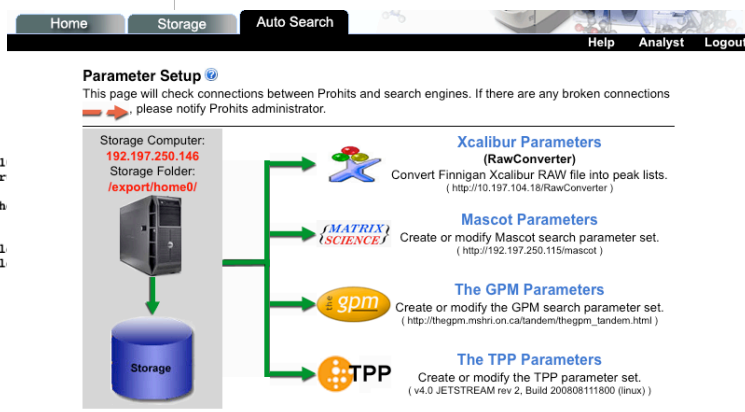 Home
Storage
Auto Search
Help Analyst Logout
Parameter Setup
This page will check connections between Prohits and search engines. If there are any broken connections
, please notify Prohits administrator.
Storage Computer:
192.197.250.146
Storage Folder:
/export/home0/
Storage
Xcalibur Parameters
(RawConverter)
Convert Finnigan Xcalibur RAW file into peak lists.
( http://10.197.104.18/RawConverter )
{MATRIX}
{SCIENCE}
Mascot Parameters
Create or modify Mascot search parameter set.
( http://192.197.250.115/mascot )
the gpm
The GPM Parameters
Create or modify the GPM search parameter set.
( http://thegpm.mshri.on.ca/tandem/thegpm_tandem.html )
TPP
The TPP Parameters
Create or modify the TPP parameter set.
( v4.0 JETSTREAM rev 2, Build 200808111800 (linux) )